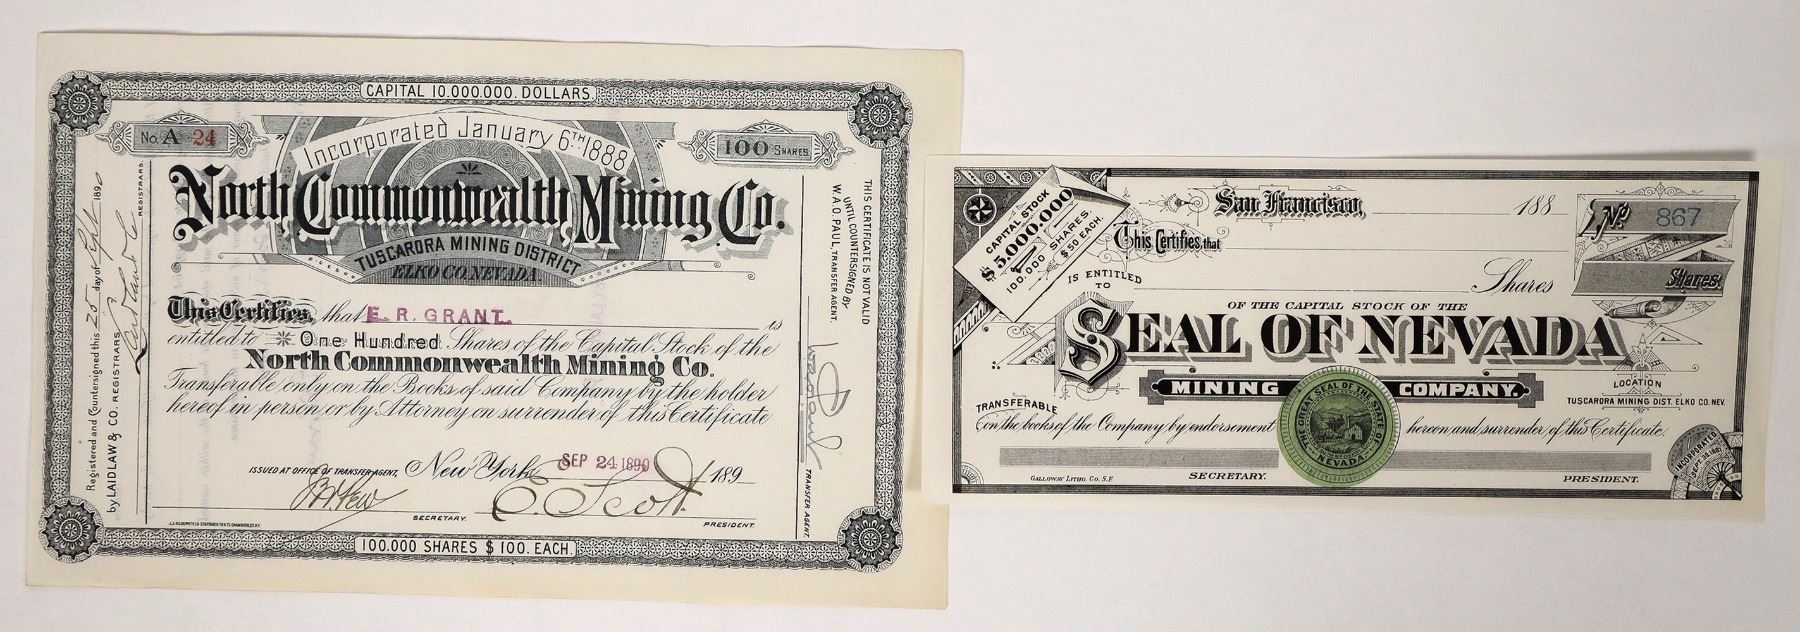 CAPITAL 10.000.000. DOLLARS.
No. A 24
Incorporated January 6TH 1888
100 SHARES
North Commonwealth Mining Co.
TUSCARORA MINING DISTRICT
ELKO CO. NEVADA.
This Certifies, that E. R. GRANT. is
entitled to One Hundred Shares of the Capital Stock of the
North Commonwealth Mining Co.
Transferable only on the Books of said Company by the holder
hereof in person or by Attorney on surrender of this Certificate
ISSUED AT OFFICE OF TRANSFER AGENT, New York SEP 24 1890 189
SECRETARY.
E. Scott
PRESIDENT.
100.000 SHARES $100. EACH.
Registered and Countersigned this 25 day of Sept 1890
by LAIDLAW & CO. REGISTRARS
Laidlaw & Co
REGISTRARS.
THIS CERTIFICATE IS NOT VALID
UNTIL COUNTERSIGNED BY
W. A. O. PAUL, TRANSFER AGENT.
TRANSFER AGENT
CAPITAL STOCK
$5.000.000
100.000 SHARES.
$50 EACH.
San Francisco, 188
No 867
This Certifies, that
IS ENTITLED
TO
Shares
Shares.
OF THE CAPITAL STOCK OF THE
SEAL OF NEVADA
MINING COMPANY.
LOCATION
TUSCARORA MINING DIST. ELKO CO. NEV.
TRANSFERABLE
on the books of the Company by endorsement hereon and surrender of this Certificate.
THE GREAT SEAL OF THE STATE OF
NEVADA
INCORPORATED
GALLOWAY LITHO. CO. S.F.
SECRETARY.
PRESIDENT.